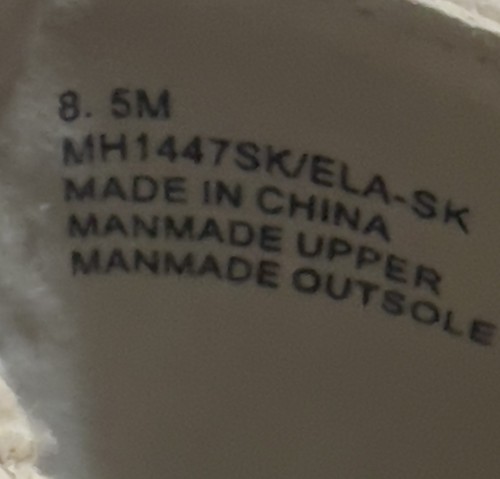 8. 5M
MH1447SK/ELA-SK
MADE IN CHINA
MANMADE UPPER
MANMADE OUTSOLE